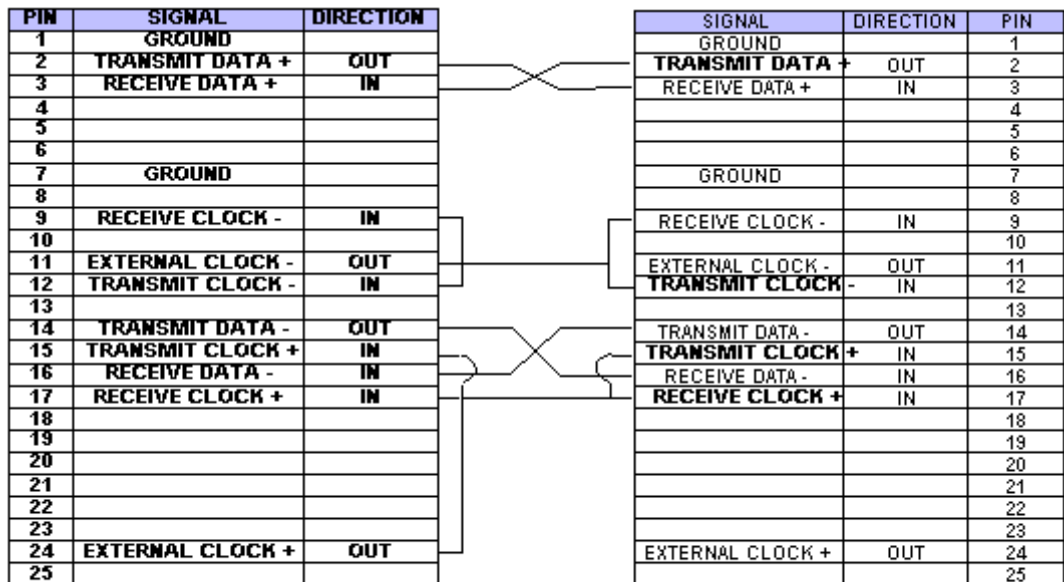 PIN SIGNAL DIRECTION SIGNAL DIRECTION PIN
1 GROUND GROUND 1
2 TRANSMIT DATA + OUT TRANSMIT DATA + OUT 2
3 RECEIVE DATA + IN RECEIVE DATA + IN 3
4 4
5 5
6 6
7 GROUND GROUND 7
8 8
9 RECEIVE CLOCK - IN RECEIVE CLOCK - IN 9
10 10
11 EXTERNAL CLOCK - OUT EXTERNAL CLOCK - OUT 11
12 TRANSMIT CLOCK - IN TRANSMIT CLOCK - IN 12
13 13
14 TRANSMIT DATA - OUT TRANSMIT DATA - OUT 14
15 TRANSMIT CLOCK + IN TRANSMIT CLOCK + IN 15
16 RECEIVE DATA - IN RECEIVE DATA - IN 16
17 RECEIVE CLOCK + IN RECEIVE CLOCK + IN 17
18 18
19 19
20 20
21 21
22 22
23 23
24 EXTERNAL CLOCK + OUT EXTERNAL CLOCK + OUT 24
25 25